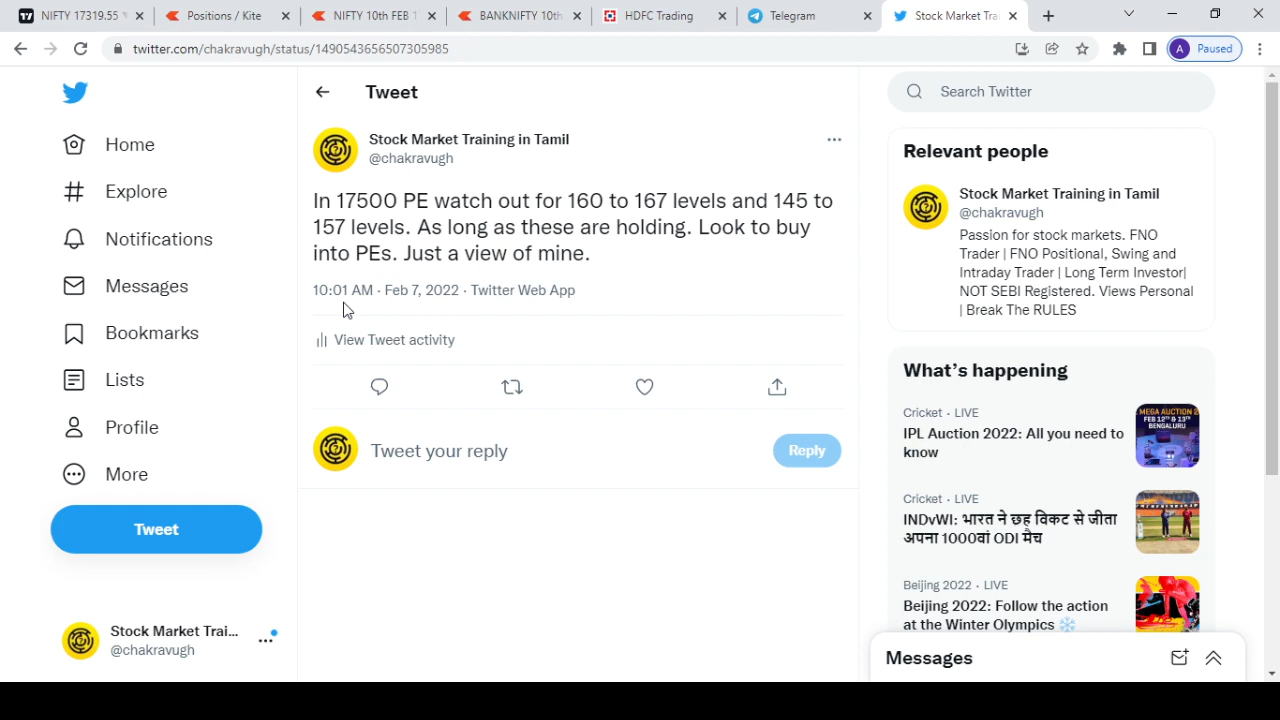 NIFTY 17319.55
Positions / Kite
NIFTY 10th FEB
BANKNIFTY 10th
HDFC Trading
Telegram
Stock Market Tra
twitter.com/chakravugh/status/1490543656507305985
A Paused
Home
Explore
Notifications
Messages
Bookmarks
Lists
Profile
More
Tweet
Stock Market Trai...
@chakravugh
Tweet
Stock Market Training in Tamil
@chakravugh
In 17500 PE watch out for 160 to 167 levels and 145 to
157 levels. As long as these are holding. Look to buy
into PEs. Just a view of mine.
10:01 AM · Feb 7, 2022 · Twitter Web App
View Tweet activity
Tweet your reply
Reply
Search Twitter
Relevant people
Stock Market Training in Tamil
@chakravugh
Passion for stock markets. FNO
Trader | FNO Positional, Swing and
Intraday Trader | Long Term Investor|
NOT SEBI Registered. Views Personal
| Break The RULES
What's happening
Cricket · LIVE
IPL Auction 2022: All you need to
know
MEGA AUCTION 2
FEB 12TH & 13TH
BENGALURU
Cricket · LIVE
INDvWI: भारत ने छह विकट से जीता
अपना 1000वां ODI मैच
Beijing 2022 · LIVE
Beijing 2022: Follow the action
at the Winter Olympics
Messages